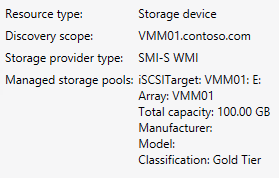 Resource type: Storage device
Discovery scope: VMM01.contoso.com
Storage provider type: SMI-S WMI
Managed storage pools: iSCSITarget: VMM01: E:
Array: VMM01
Total capacity: 100.00 GB
Manufacturer:
Model:
Classification: Gold Tier